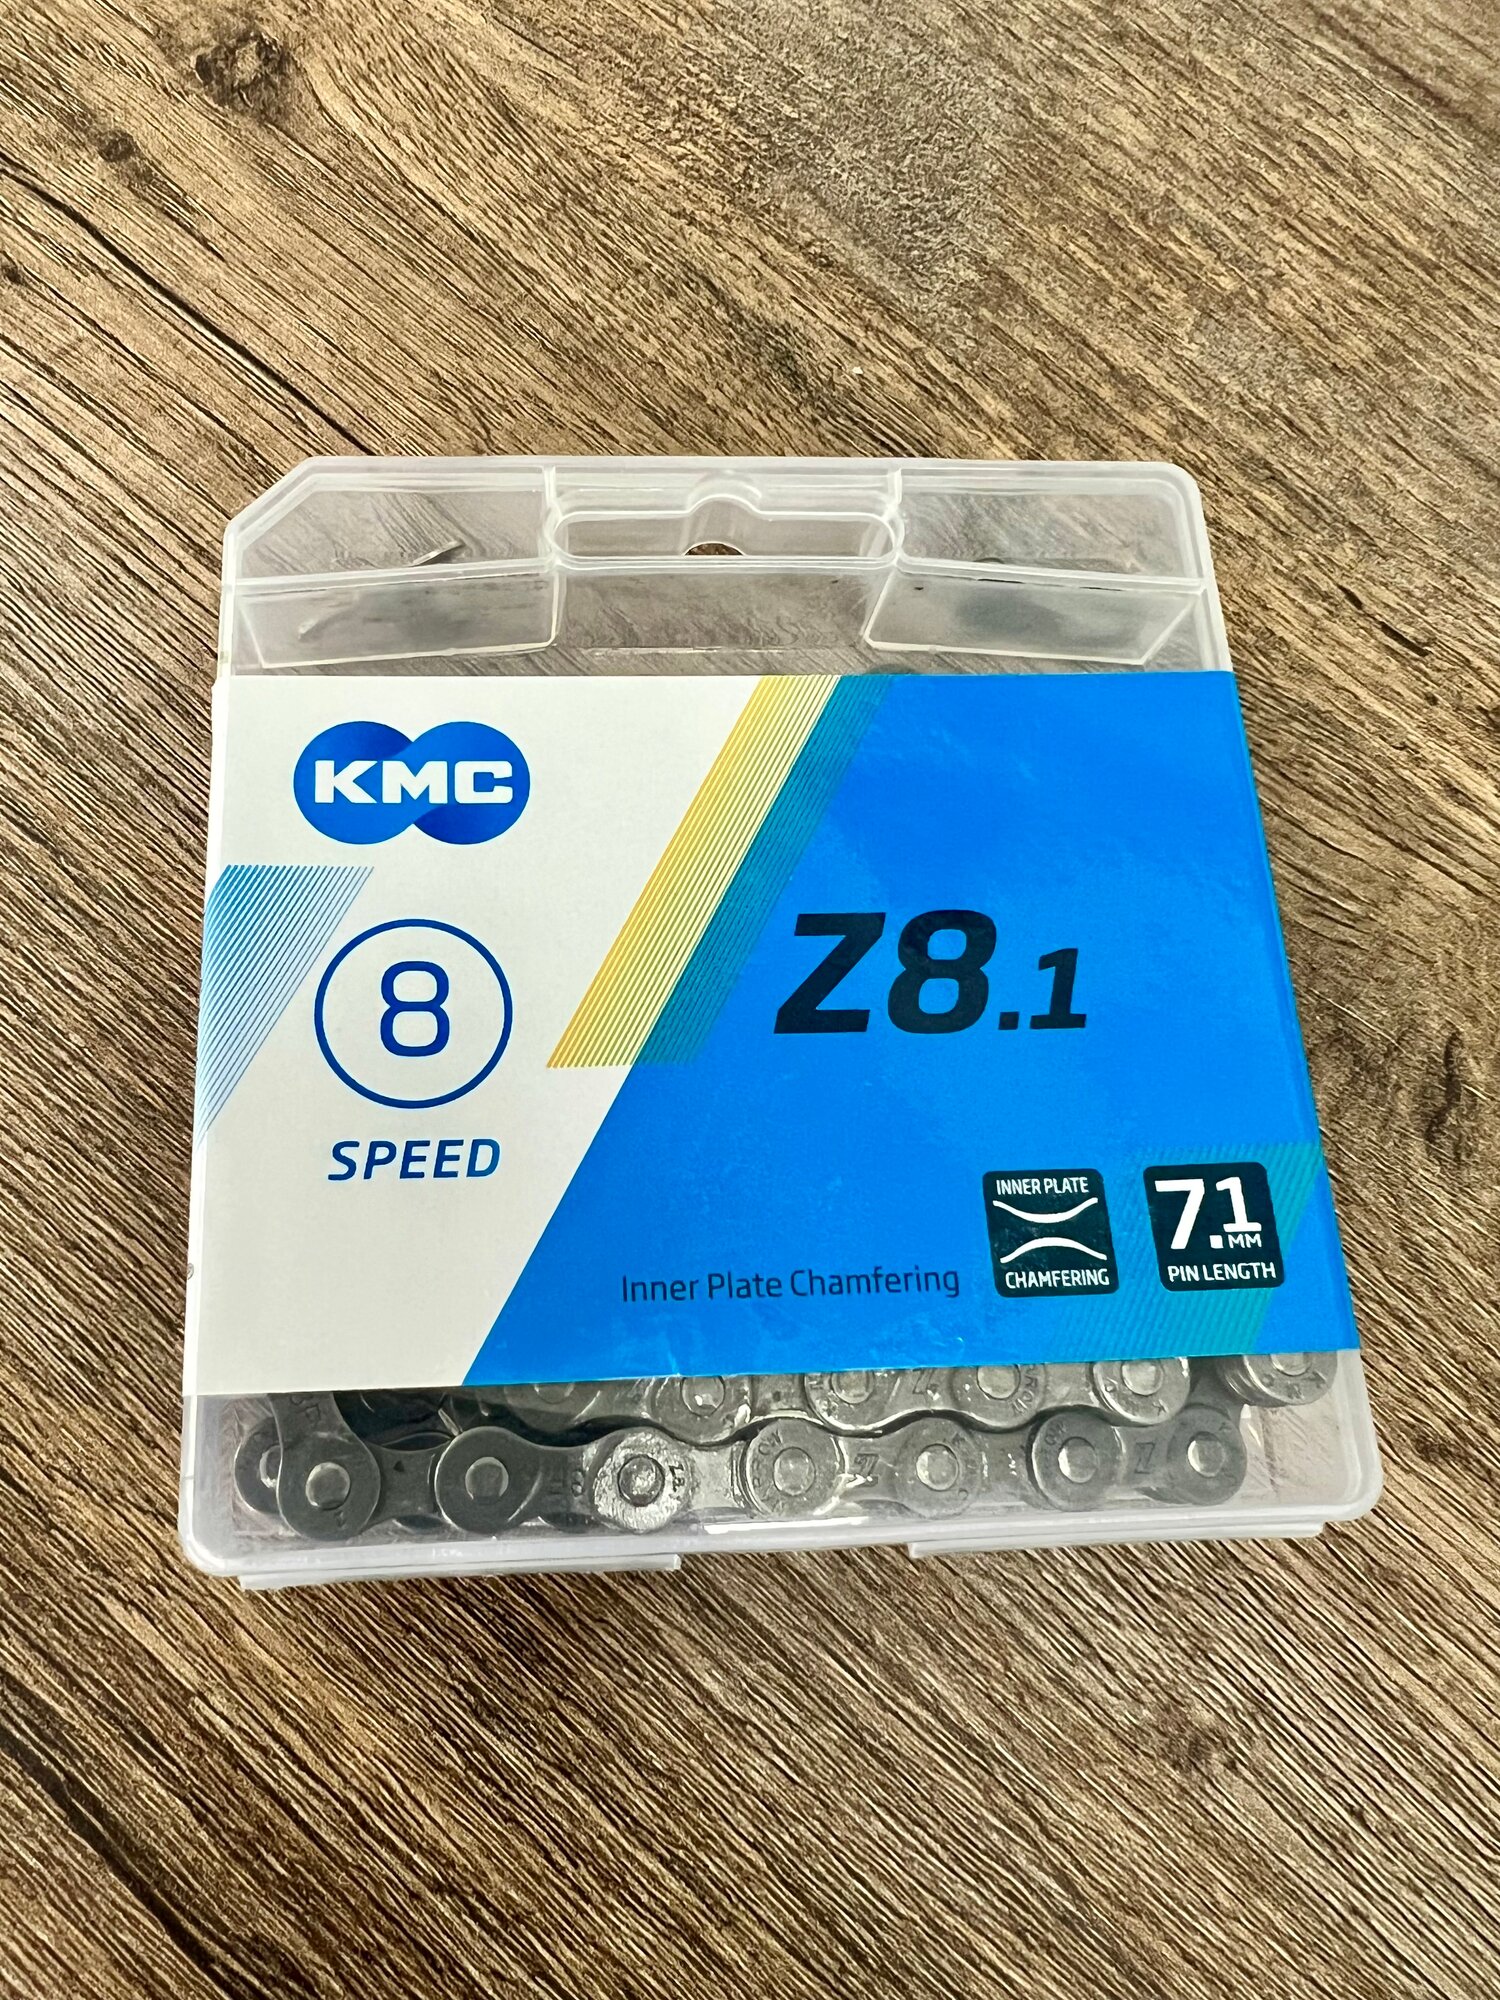 KMC
8
SPEED
Z8.1
Inner Plate Chamfering
INNER PLATE
CHAMFERING
7.1
MM
PIN LENGTH